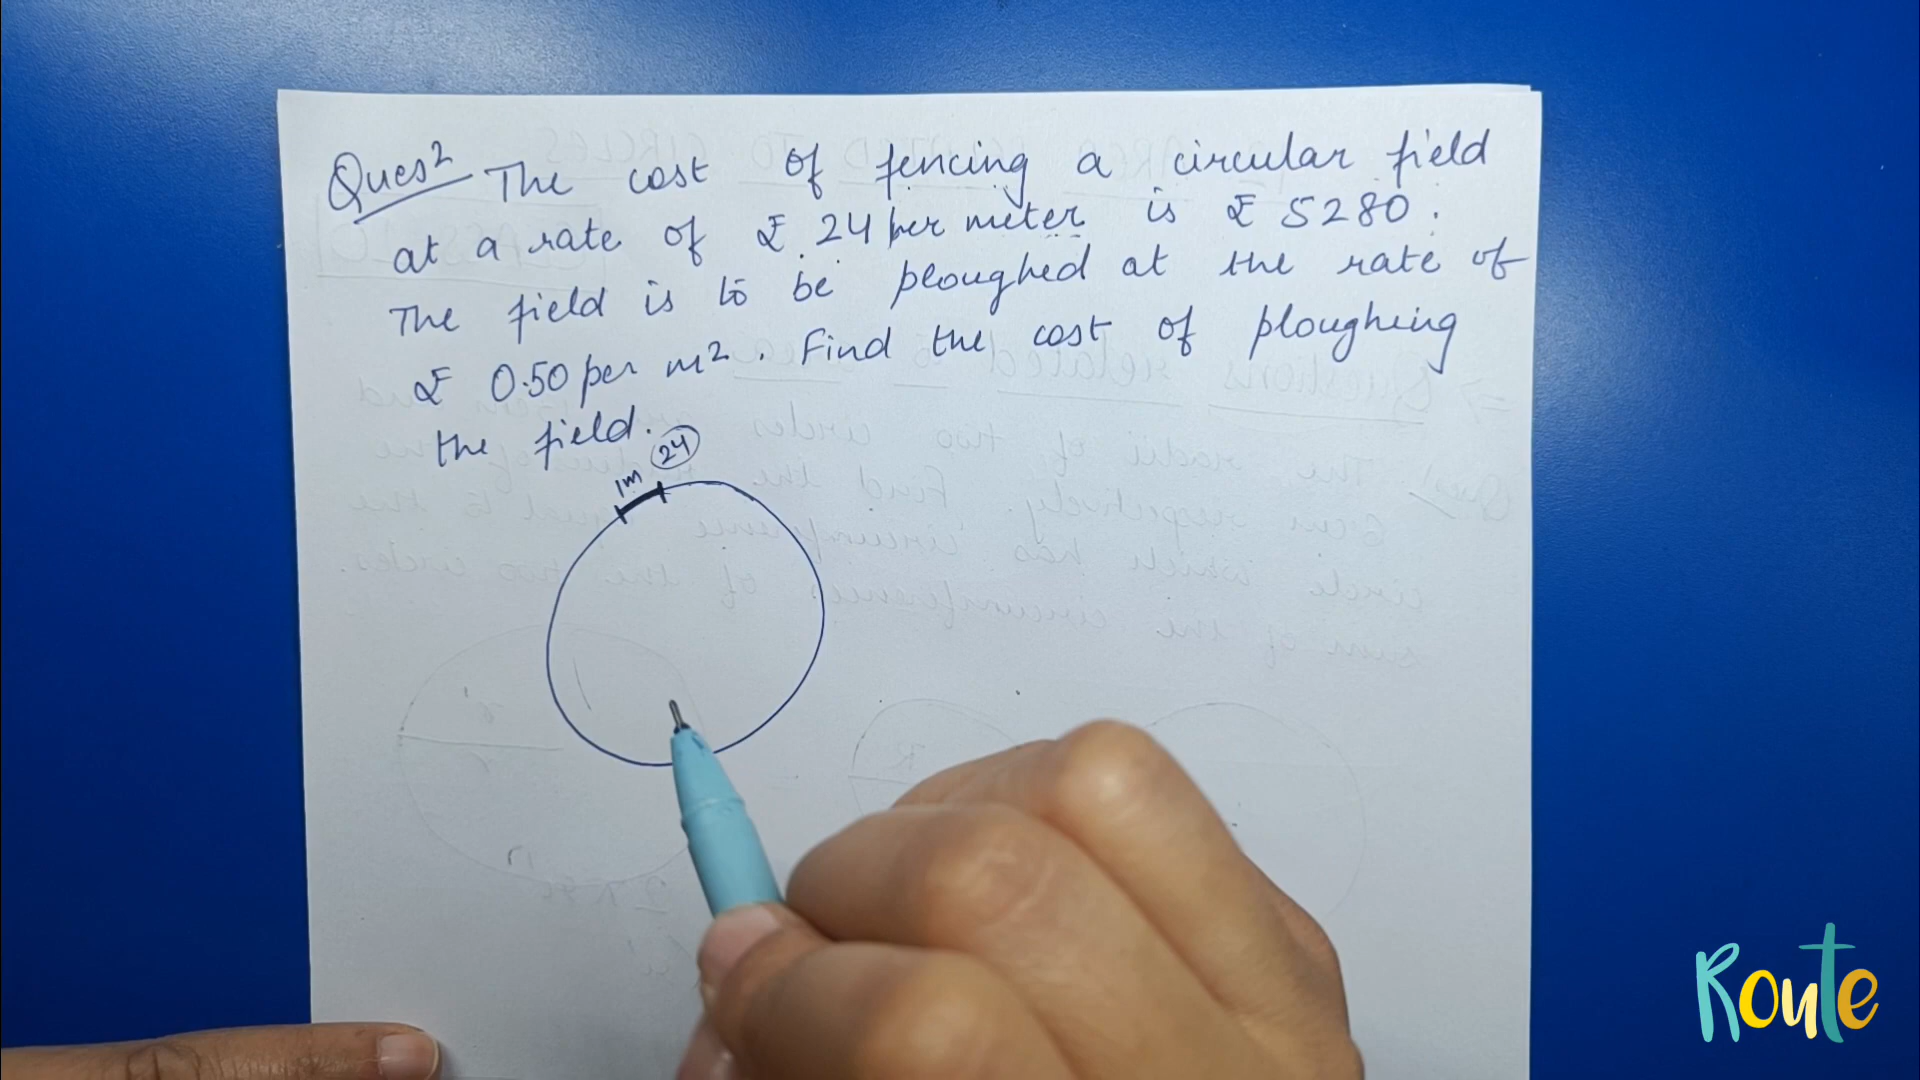 Ques2 The cost of fencing a circular field
at a rate of ₹ 24 per meter is ₹ 5280.
The field is to be ploughed at the rate of
₹ 0.50 per m². Find the cost of ploughing
the field.
24
1m
Route